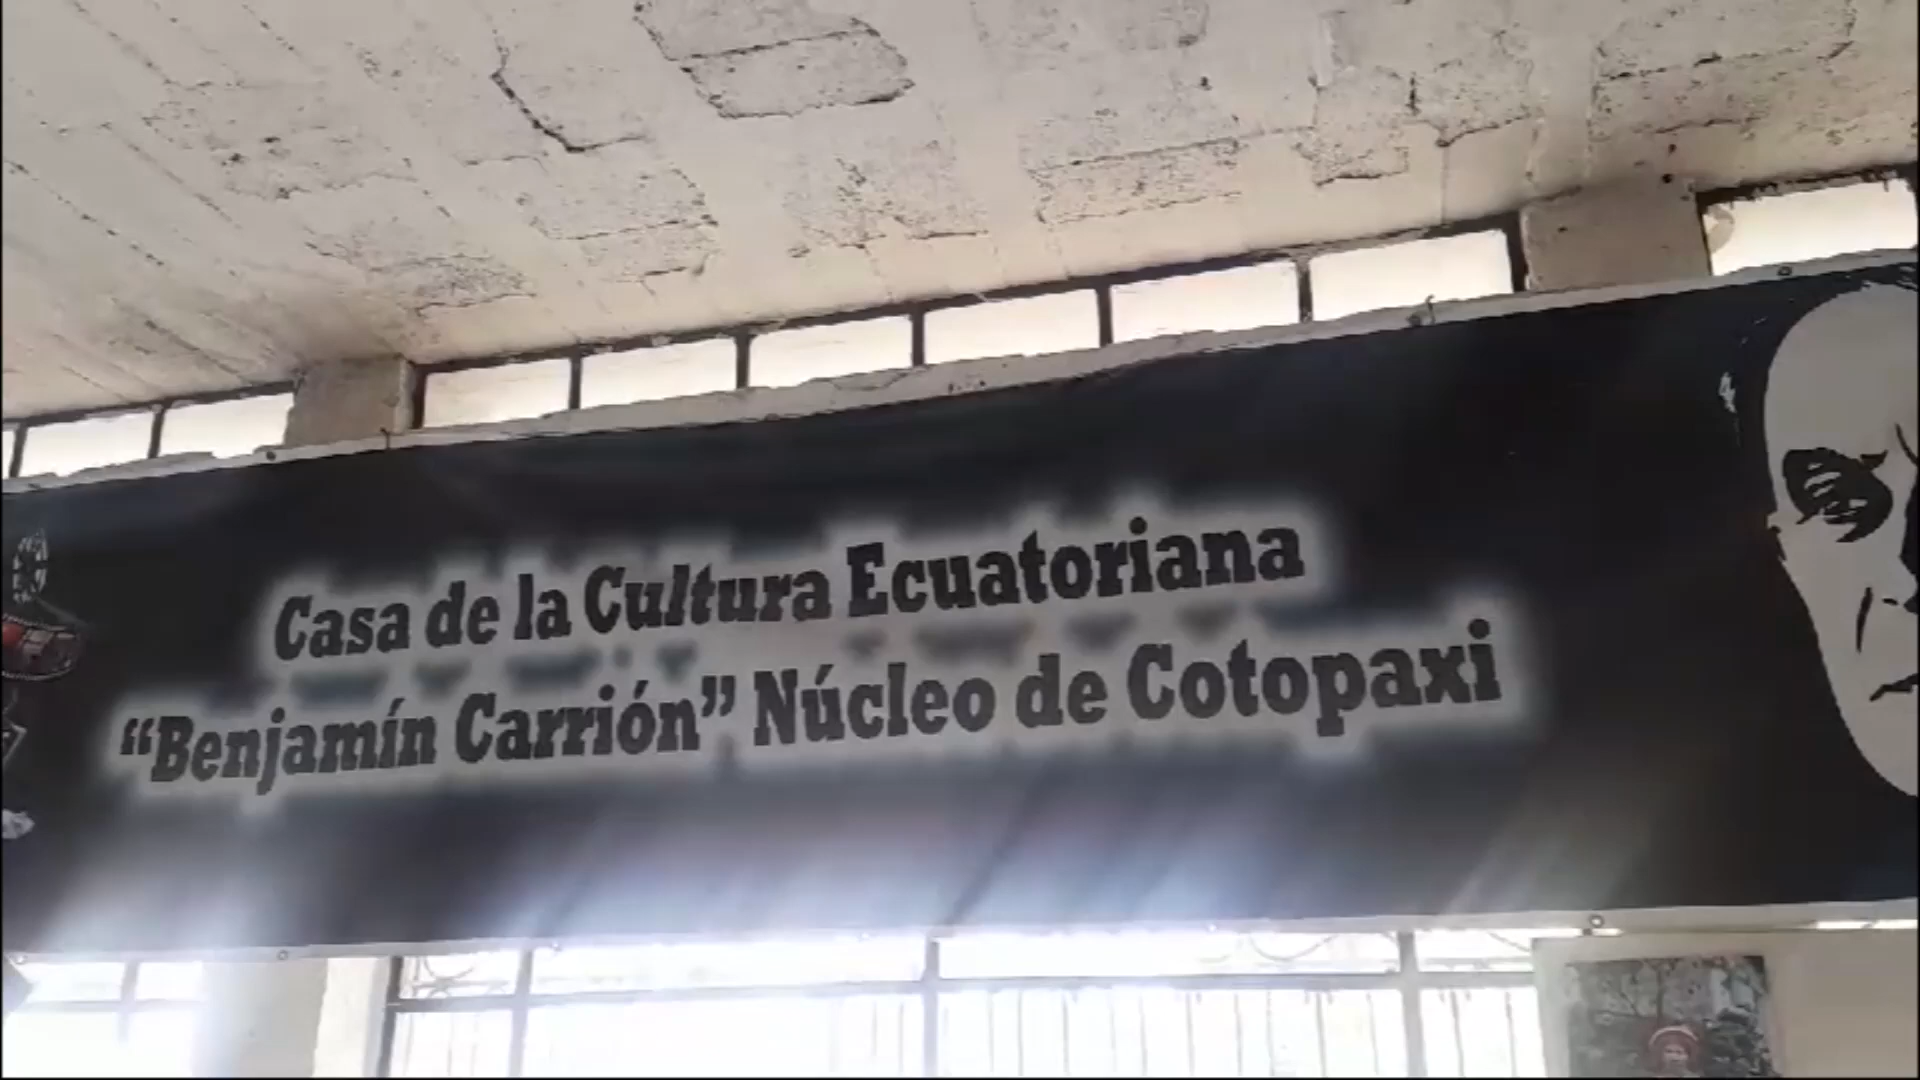 Casa de la Cultura Ecuatoriana
“Benjamín Carrión” Núcleo de Cotopaxi